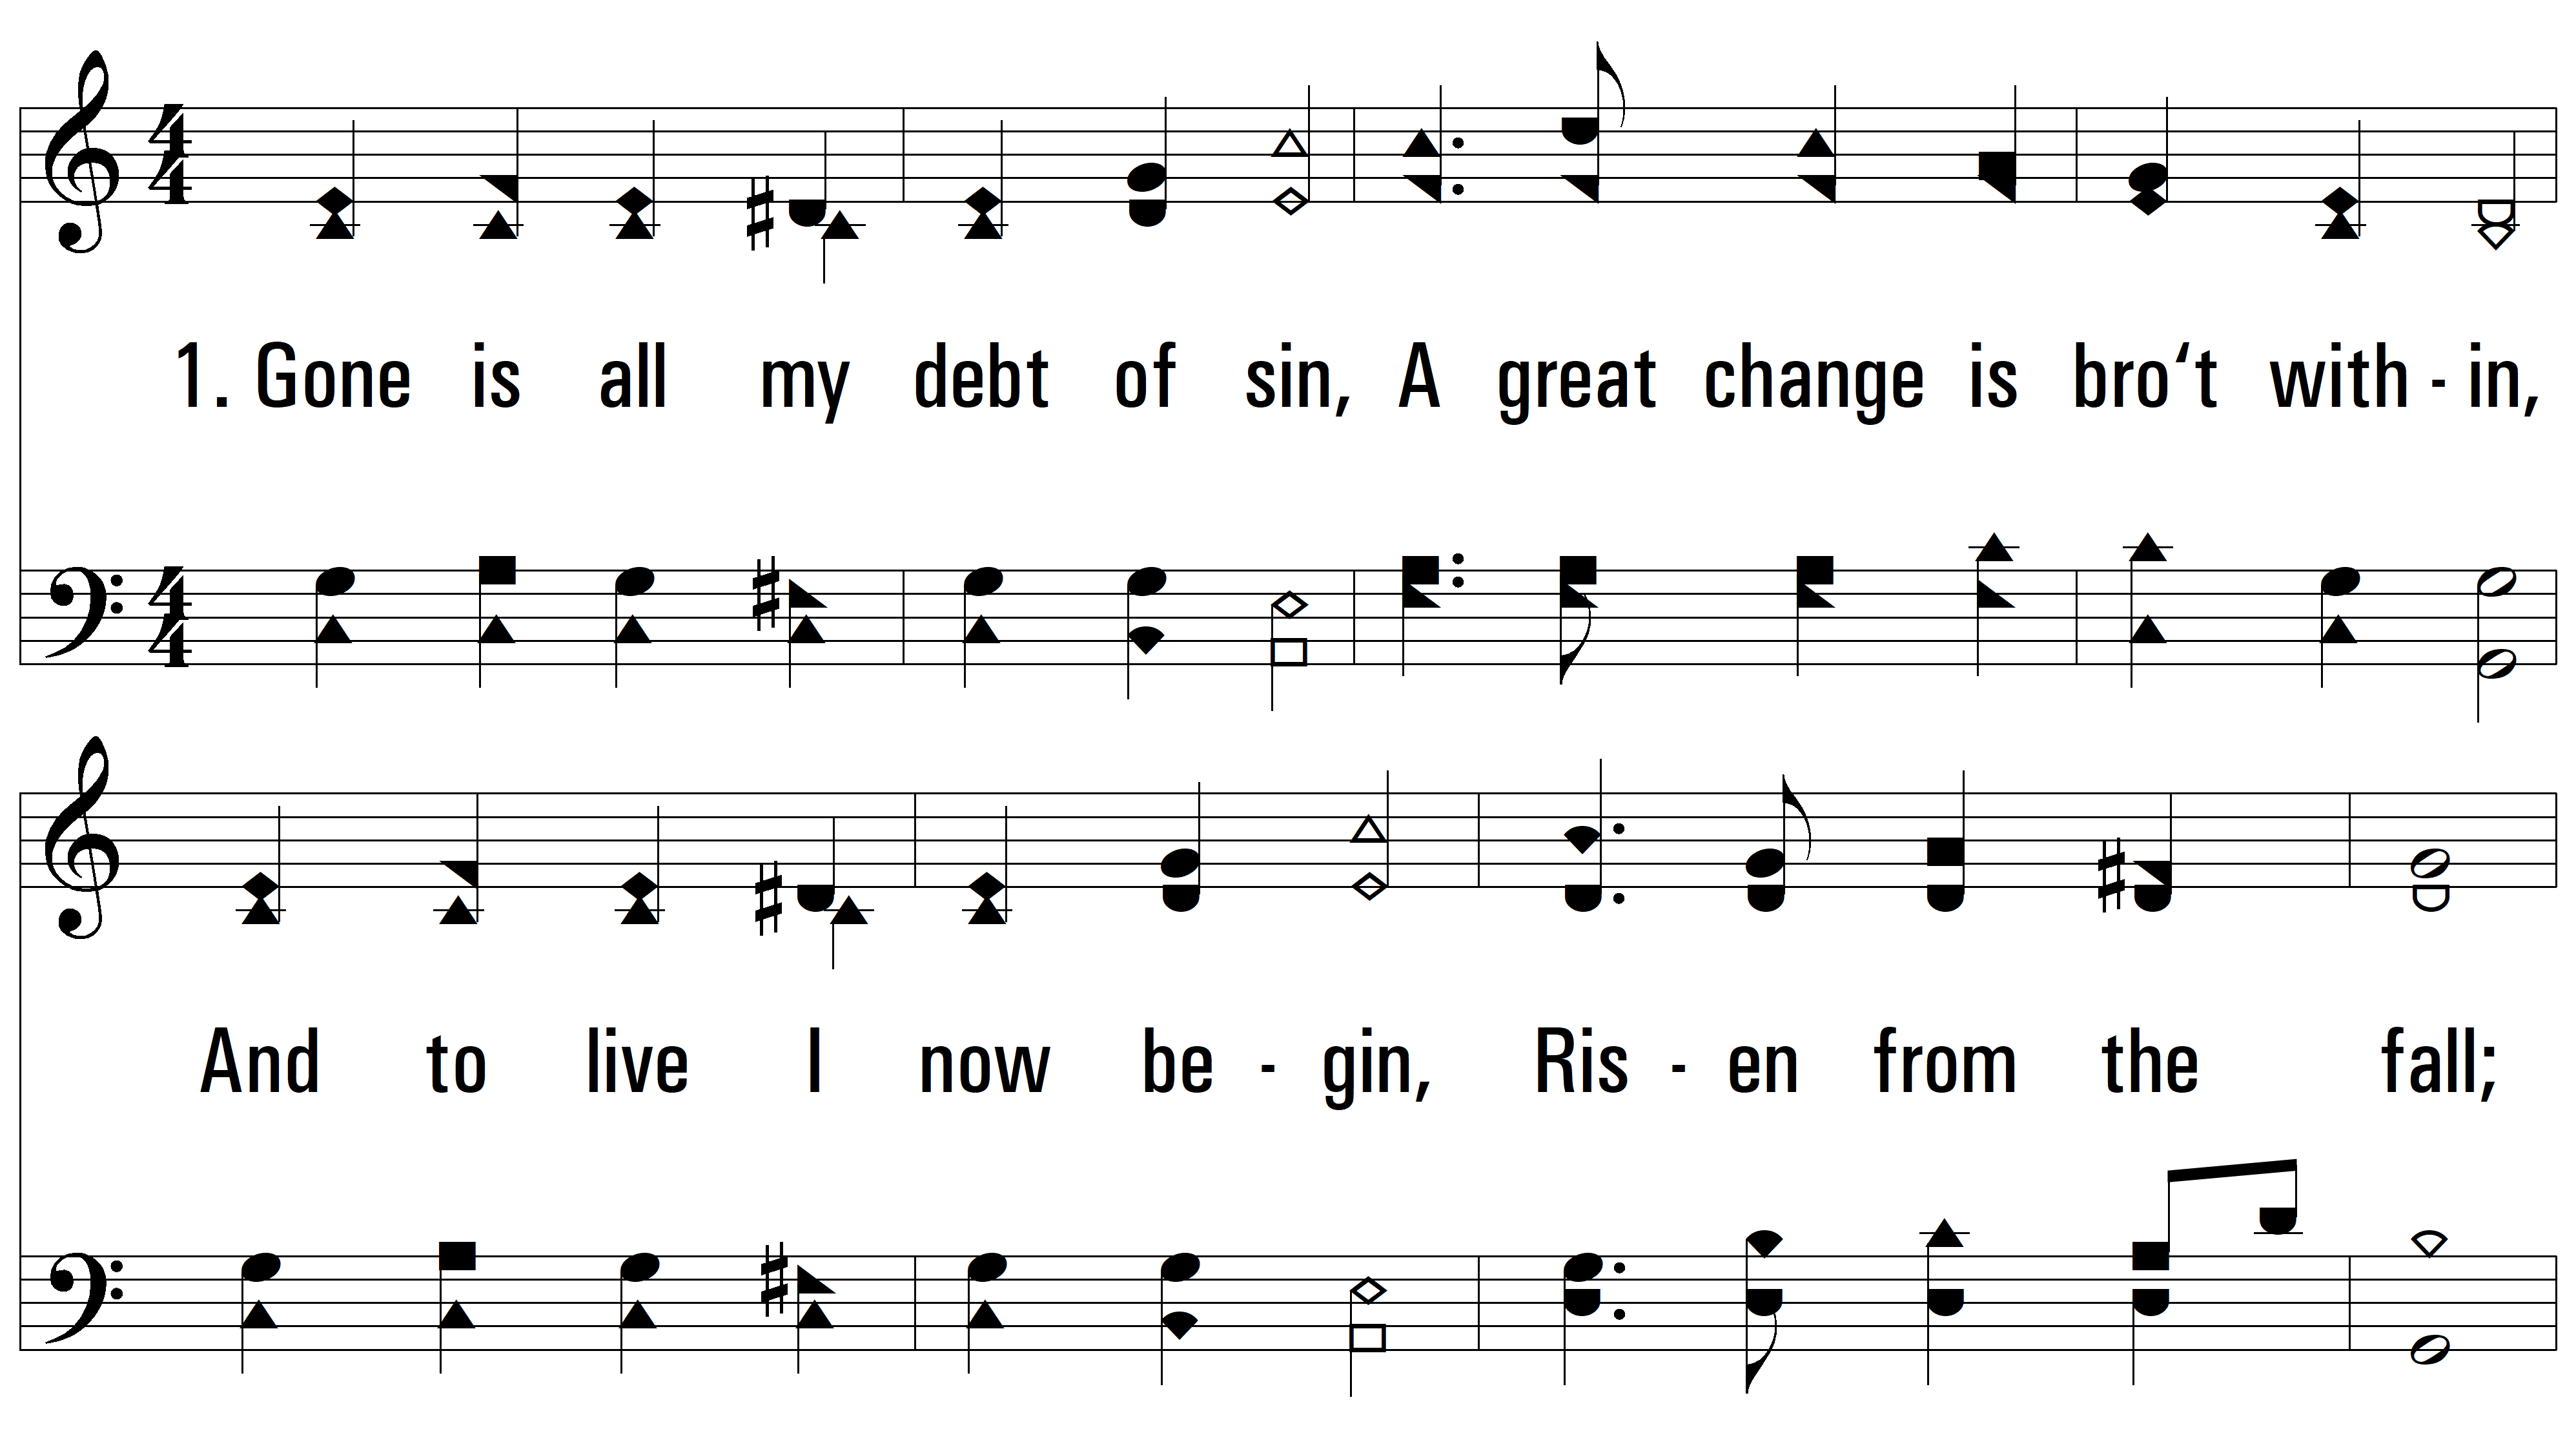 1. Gone is all my debt of sin, A great change is bro‘t with - in,
And to live I now be - gin, Ris - en from the fall;